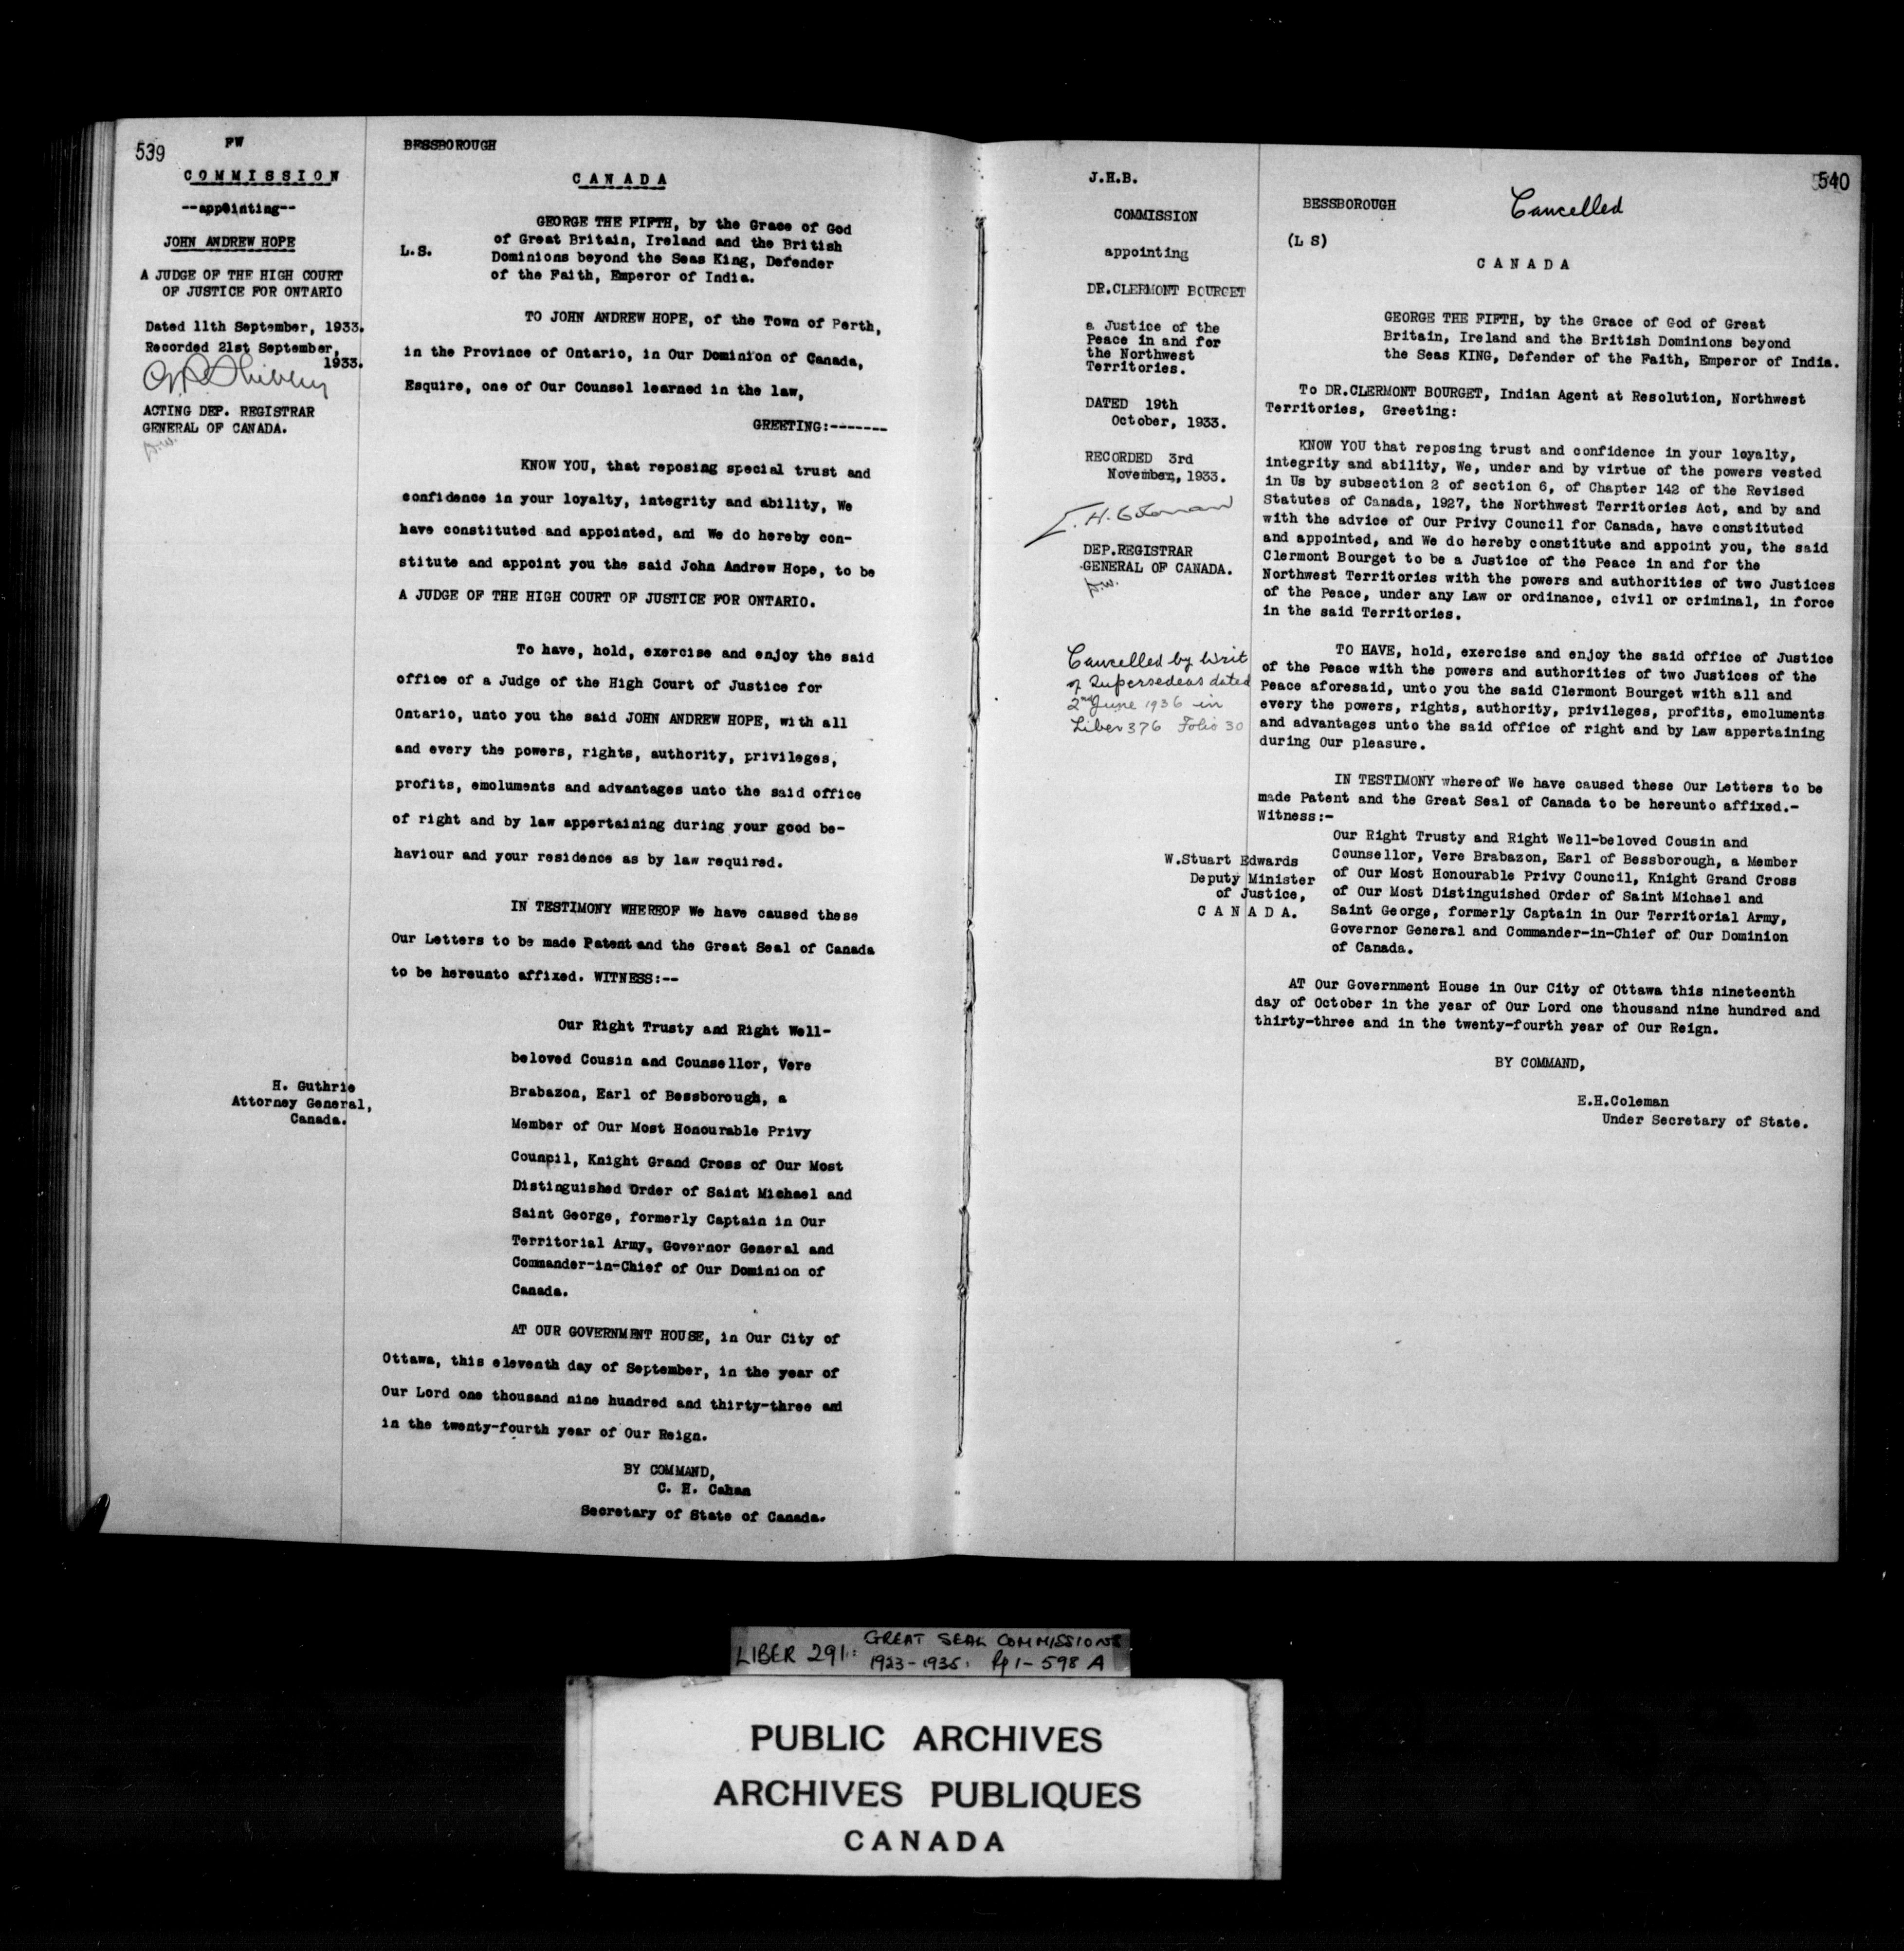 539
PW
COMMISSION
--appointing--
JOHN ANDREW HOPE
A JUDGE OF THE HIGH COURT
OF JUSTICE FOR ONTARIO
Dated 11th September, 1933.
Recorded 21st September,
1933.
ACTING DEP. REGISTRAR
GENERAL OF CANADA.
H. Guthrie
Attorney General,
Canada.
BESSBOROUGH
CANADA
L.S.
GEORGE THE FIFTH, by the Grace of God
of Great Britain, Ireland and the British
Dominions beyond the Seas King, Defender
of the Faith, Emperor of India.
TO JOHN ANDREW HOPE, of the Town of Perth,
in the Province of Ontario, in Our Dominion of Canada,
Esquire, one of Our Counsel learned in the law,
GREETING:-------
KNOW YOU, that reposing special trust and
confidence in your loyalty, integrity and ability, We
have constituted and appointed, and We do hereby con-
stitute and appoint you the said John Andrew Hope, to be
A JUDGE OF THE HIGH COURT OF JUSTICE FOR ONTARIO.
To have, hold, exercise and enjoy the said
office of a Judge of the High Court of Justice for
Ontario, unto you the said JOHN ANDREW HOPE, with all
and every the powers, rights, authority, privileges,
profits, emoluments and advantages unto the said office
of right and by law appertaining during your good be-
haviour and your residence as by law required.
IN TESTIMONY WHEREOF We have caused these
Our Letters to be made Patent and the Great Seal of Canada
to be hereunto affixed. WITNESS:--
Our Right Trusty and Right Well-
beloved Cousin and Counsellor, Vere
Brabazon, Earl of Bessborough, a
Member of Our Most Honourable Privy
Council, Knight Grand Cross of Our Most
Distinguished Order of Saint Michael and
Saint George, formerly Captain in Our
Territorial Army, Governor General and
Commander-in-Chief of Our Dominion of
Canada.
AT OUR GOVERNMENT HOUSE, in Our City of
Ottawa, this eleventh day of September, in the year of
Our Lord one thousand nine hundred and thirty-three and
in the twenty-fourth year of Our Reign.
BY COMMAND,
C. H. Cahan
Secretary of State of Canada.
540
J.H.B.
COMMISSION
appointing
DR.CLERMONT BOURGET
a Justice of the
Peace in and for
the Northwest
Territories.
DATED 19th
October, 1933.
RECORDED 3rd
November, 1933.
DEP.REGISTRAR
GENERAL OF CANADA.
Cancelled by Writ
of Supersedeas dated
2nd June 1936 in
Liber 376 Folio 30
W.Stuart Edwards
Deputy Minister
of Justice,
CANADA.
BESSBOROUGH
Cancelled
(L S)
CANADA
GEORGE THE FIFTH, by the Grace of God of Great
Britain, Ireland and the British Dominions beyond
the Seas KING, Defender of the Faith, Emperor of India.
To DR.CLERMONT BOURGET, Indian Agent at Resolution, Northwest
Territories, Greeting:
KNOW YOU that reposing trust and confidence in your loyalty,
integrity and ability, We, under and by virtue of the powers vested
in Us by subsection 2 of section 6, of Chapter 142 of the Revised
Statutes of Canada, 1927, the Northwest Territories Act, and by and
with the advice of Our Privy Council for Canada, have constituted
and appointed, and We do hereby constitute and appoint you, the said
Clermont Bourget to be a Justice of the Peace in and for the
Northwest Territories with the powers and authorities of two Justices
of the Peace, under any Law or ordinance, civil or criminal, in force
in the said Territories.
TO HAVE, hold, exercise and enjoy the said office of Justice
of the Peace with the powers and authorities of two Justices of the
Peace aforesaid, unto you the said Clermont Bourget with all and
every the powers, rights, authority, privileges, profits, emoluments
and advantages unto the said office of right and by Law appertaining
during Our pleasure.
IN TESTIMONY whereof We have caused these Our Letters to be
made Patent and the Great Seal of Canada to be hereunto affixed.-
Witness:-
Our Right Trusty and Right Well-beloved Cousin and
Counsellor, Vere Brabazon, Earl of Bessborough, a Member
of Our Most Honourable Privy Council, Knight Grand Cross
of Our Most Distinguished Order of Saint Michael and
Saint George, formerly Captain in Our Territorial Army,
Governor General and Commander-in-Chief of Our Dominion
of Canada.
AT Our Government House in Our City of Ottawa this nineteenth
day of October in the year of Our Lord one thousand nine hundred and
thirty-three and in the twenty-fourth year of Our Reign.
BY COMMAND,
E.H.Coleman
Under Secretary of State.
LIBER 291: GREAT SEAL COMMISSIONS
1923-1935: Pp 1-598 A
PUBLIC ARCHIVES
ARCHIVES PUBLIQUES
CANADA